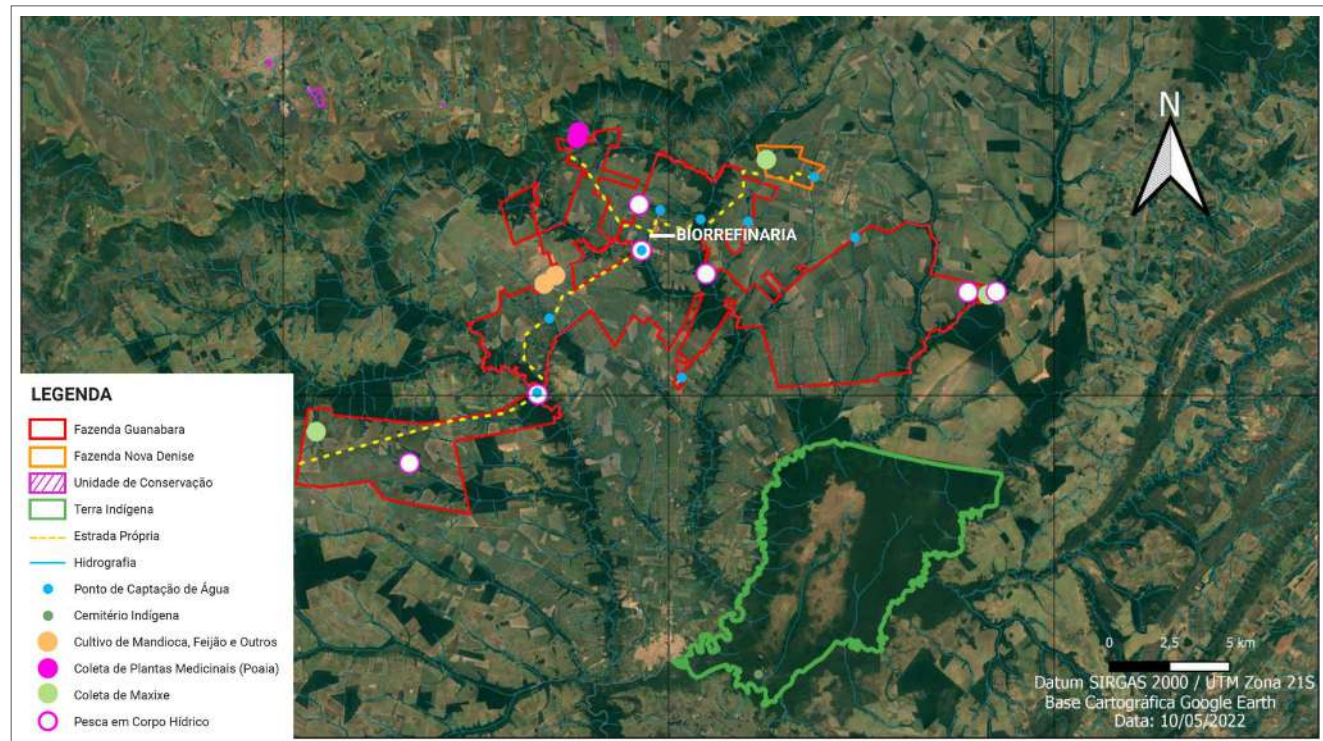 N
BIORREFINARIA
LEGENDA
Fazenda Guanabara
Fazenda Nova Denise
Unidade de Conservação
Terra Indígena
Estrada Própria
Hidrografia
Ponto de Captação de Água
Cemitério Indígena
Cultivo de Mandioca, Feijão e Outros
Coleta de Plantas Medicinais (Poaia)
Coleta de Maxixe
Pesca em Corpo Hídrico
0 2,5 5 km
Datum SIRGAS 2000 / UTM Zona 21S
Base Cartográfica Google Earth
Data: 10/05/2022